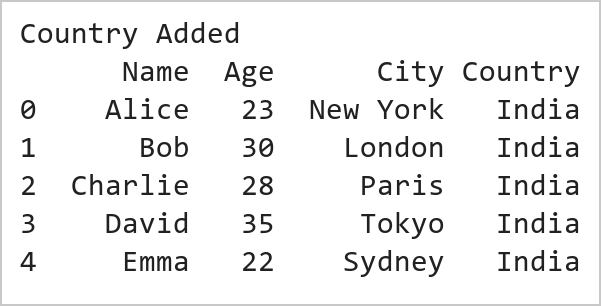 Country Added
      Name  Age      City Country
0    Alice   23  New York   India
1      Bob   30    London   India
2  Charlie   28     Paris   India
3    David   35     Tokyo   India
4     Emma   22    Sydney   India